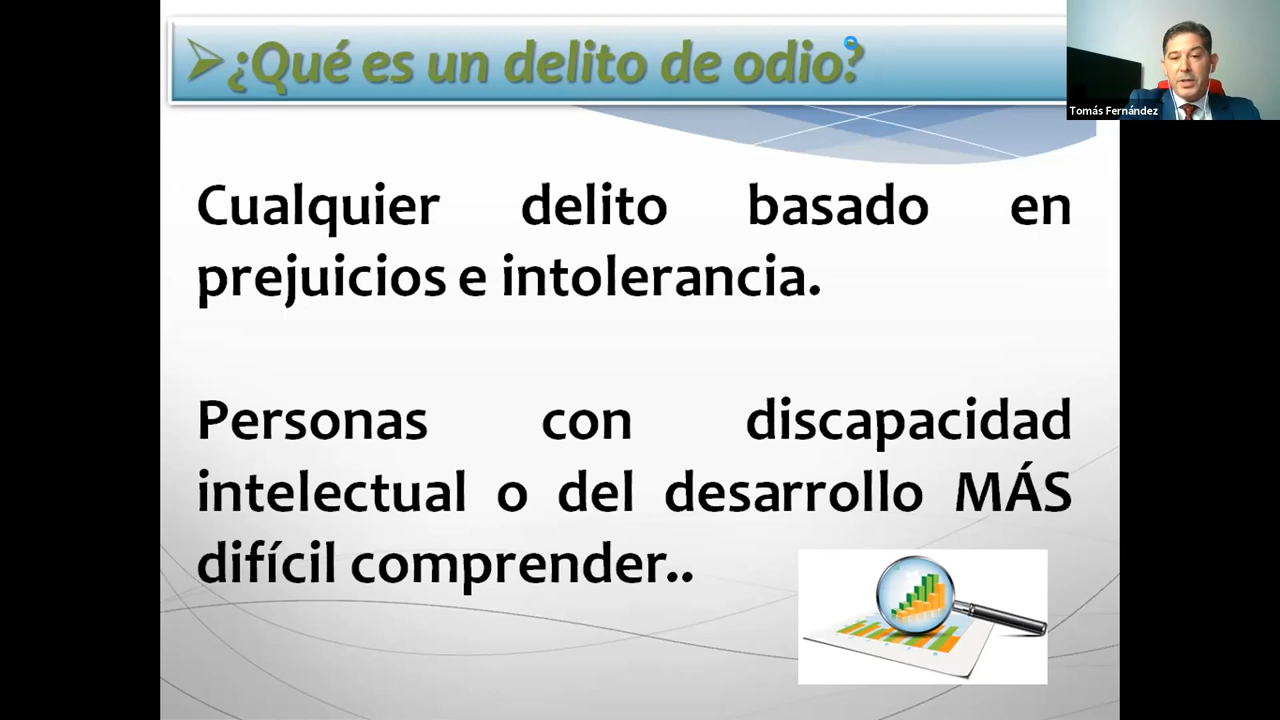 ¿Qué es un delito de odio?
Tomás Fernández
Cualquier delito basado en
prejuicios e intolerancia.
Personas con discapacidad
intelectual o del desarrollo MÁS
difícil comprender..